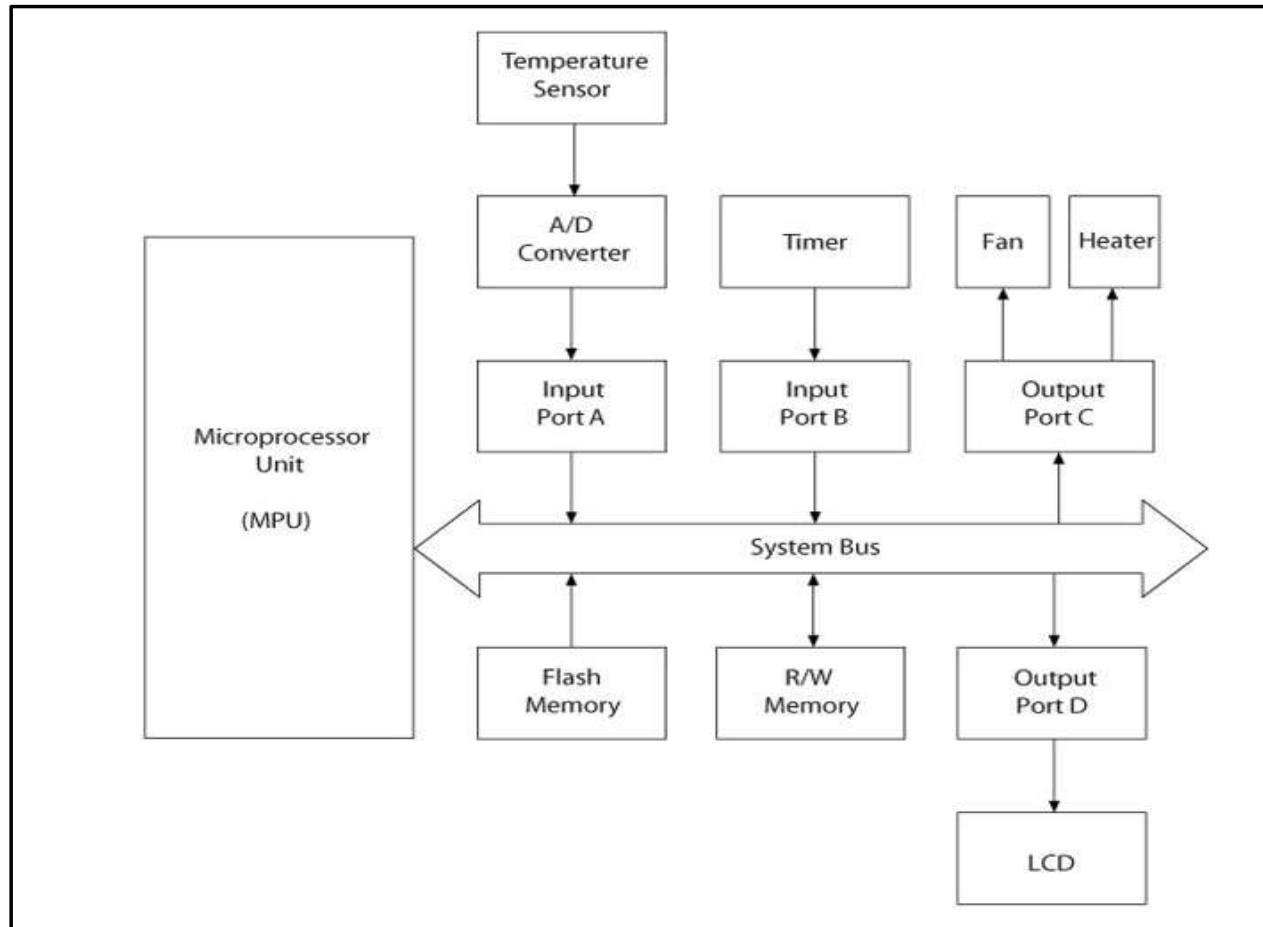 Temperature
Sensor
A/D
Converter
Timer
Fan
Heater
Input
Port A
Input
Port B
Output
Port C
Microprocessor
Unit
(MPU)
System Bus
Flash
Memory
R/W
Memory
Output
Port D
LCD